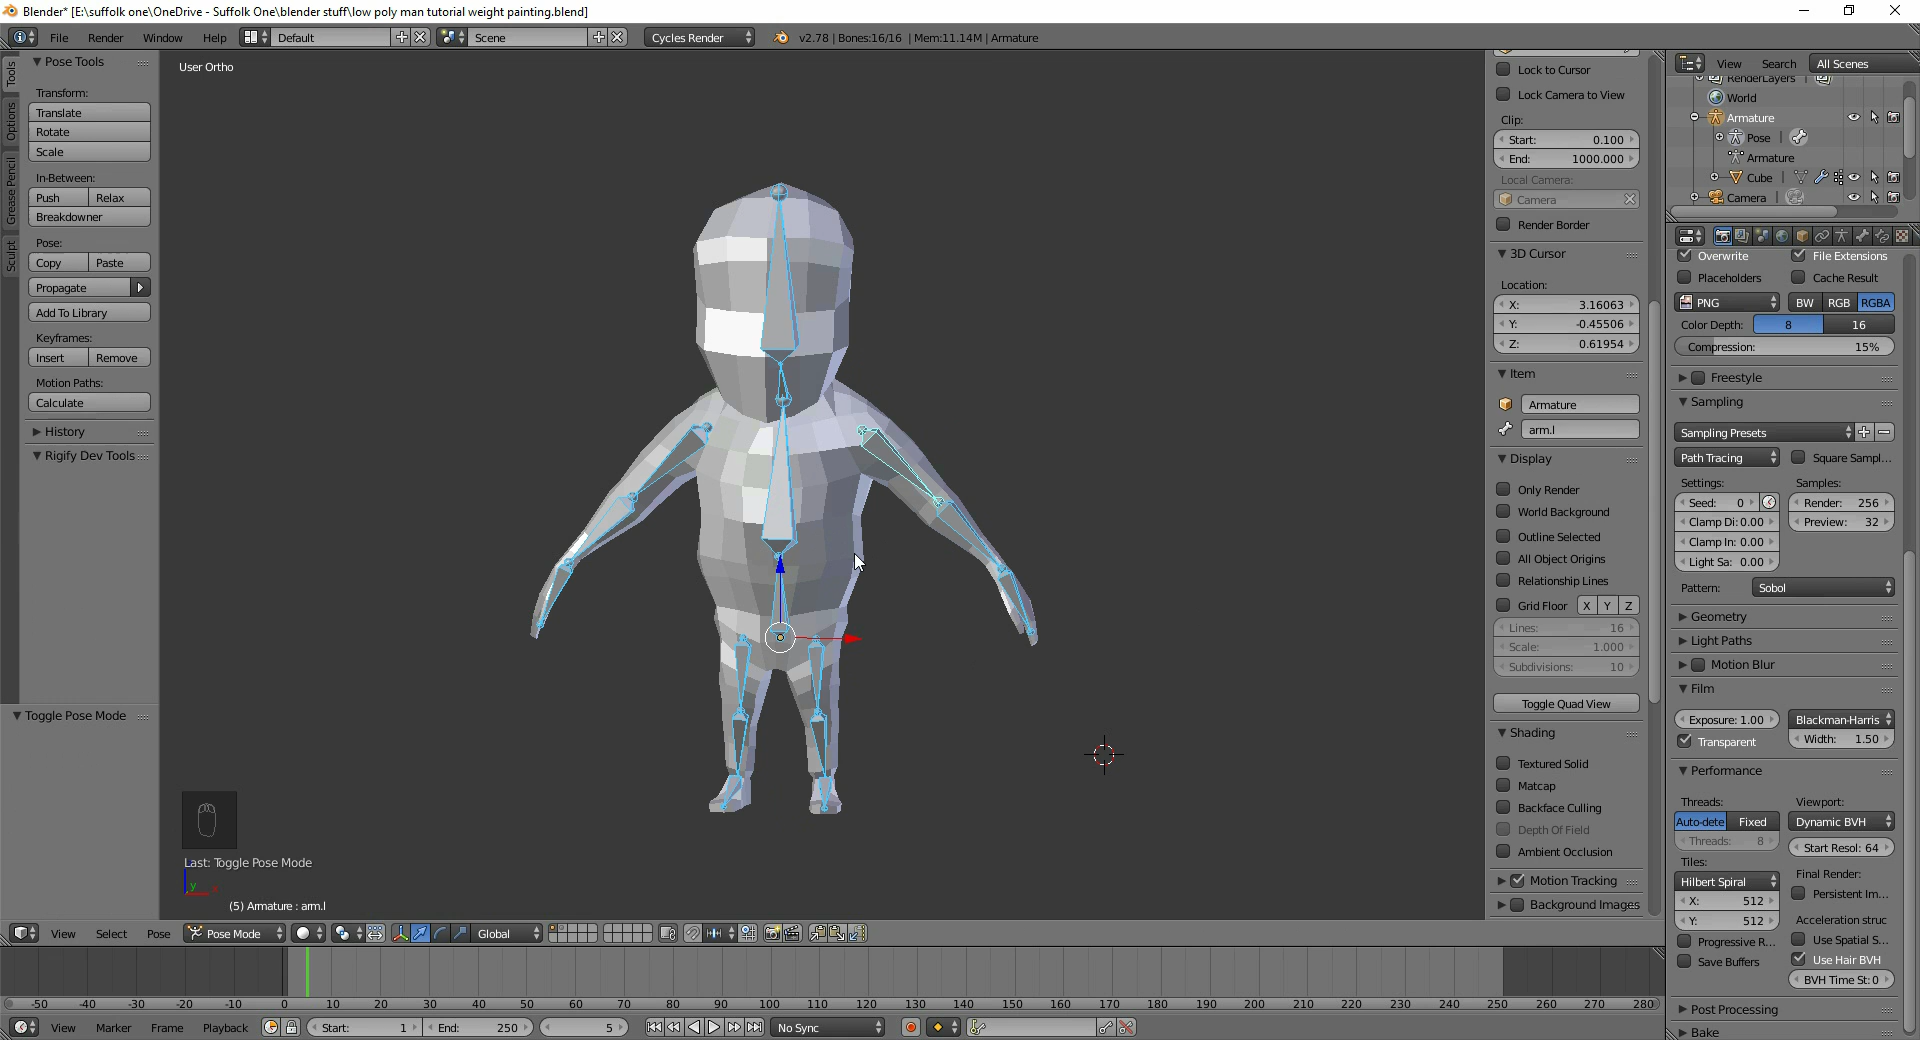 Blender* [E:\suffolk one\OneDrive - Suffolk One\blender stuff\low poly man tutorial weight painting.blend]
File Render Window Help Default Scene Cycles Render v2.78 | Bones:16/16 | Mem:11.14M | Armature
Tools
Options
Grease Pencil
Sculpt
Pose Tools
Transform:
Translate
Rotate
Scale
In-Between:
Push Relax
Breakdowner
Pose:
Copy Paste
Propagate
Add To Library
Keyframes:
Insert Remove
Motion Paths:
Calculate
History
Rigify Dev Tools
Toggle Pose Mode
User Ortho
Last: Toggle Pose Mode
y
(5) Armature : arm.l
Lock to Cursor
Lock Camera to View
Clip:
Start: 0.100
End: 1000.000
Local Camera:
Camera
Render Border
3D Cursor
Location:
X: 3.16063
Y: -0.45506
Z: 0.61954
Item
Armature
arm.l
Display
Only Render
World Background
Outline Selected
All Object Origins
Relationship Lines
Grid Floor X Y Z
Lines: 16
Scale: 1.000
Subdivisions: 10
Toggle Quad View
Shading
Textured Solid
Matcap
Backface Culling
Depth Of Field
Ambient Occlusion
Motion Tracking
Background Images
View Search All Scenes
RenderLayers
World
Armature
Pose
Armature
Cube
Camera
Overwrite File Extensions
Placeholders Cache Result
PNG BW RGB RGBA
Color Depth: 8 16
Compression: 15%
Freestyle
Sampling
Sampling Presets
Path Tracing Square Sampl...
Settings: Samples:
Seed: 0 Render: 256
Clamp Di: 0.00 Preview: 32
Clamp In: 0.00
Light Sa: 0.00
Pattern: Sobol
Geometry
Light Paths
Motion Blur
Film
Exposure: 1.00 Blackman-Harris
Transparent Width: 1.50
Performance
Threads: Viewport:
Auto-dete Fixed Dynamic BVH
Threads: 8 Start Resol: 64
Tiles: Final Render:
Hilbert Spiral Persistent Im...
X: 512 Acceleration struc
Y: 512 Use Spatial S...
Progressive R... Use Hair BVH
Save Buffers BVH Time St: 0
Post Processing
Bake
View Select Pose Pose Mode Global
-50 -40 -30 -20 -10 0 10 20 30 40 50 60 70 80 90 100 110 120 130 140 150 160 170 180 190 200 210 220 230 240 250 260 270 280
View Marker Frame Playback Start: 1 End: 250 5 No Sync